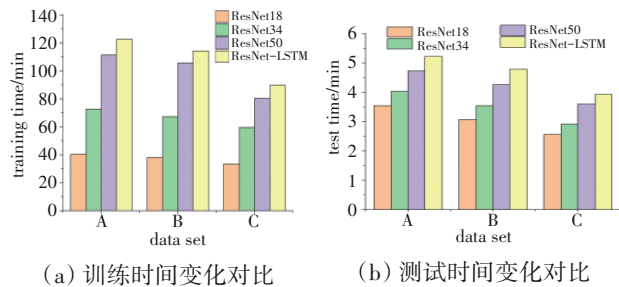 140
120
100
80
60
40
20
0
training time/min
ResNet18
ResNet34
ResNet50
ResNet-LSTM
A
B
C
data set
(a) 训练时间变化对比
6
5
4
3
2
1
0
test time/min
ResNet18
ResNet34
ResNet50
ResNet-LSTM
A
B
C
data set
(b) 测试时间变化对比